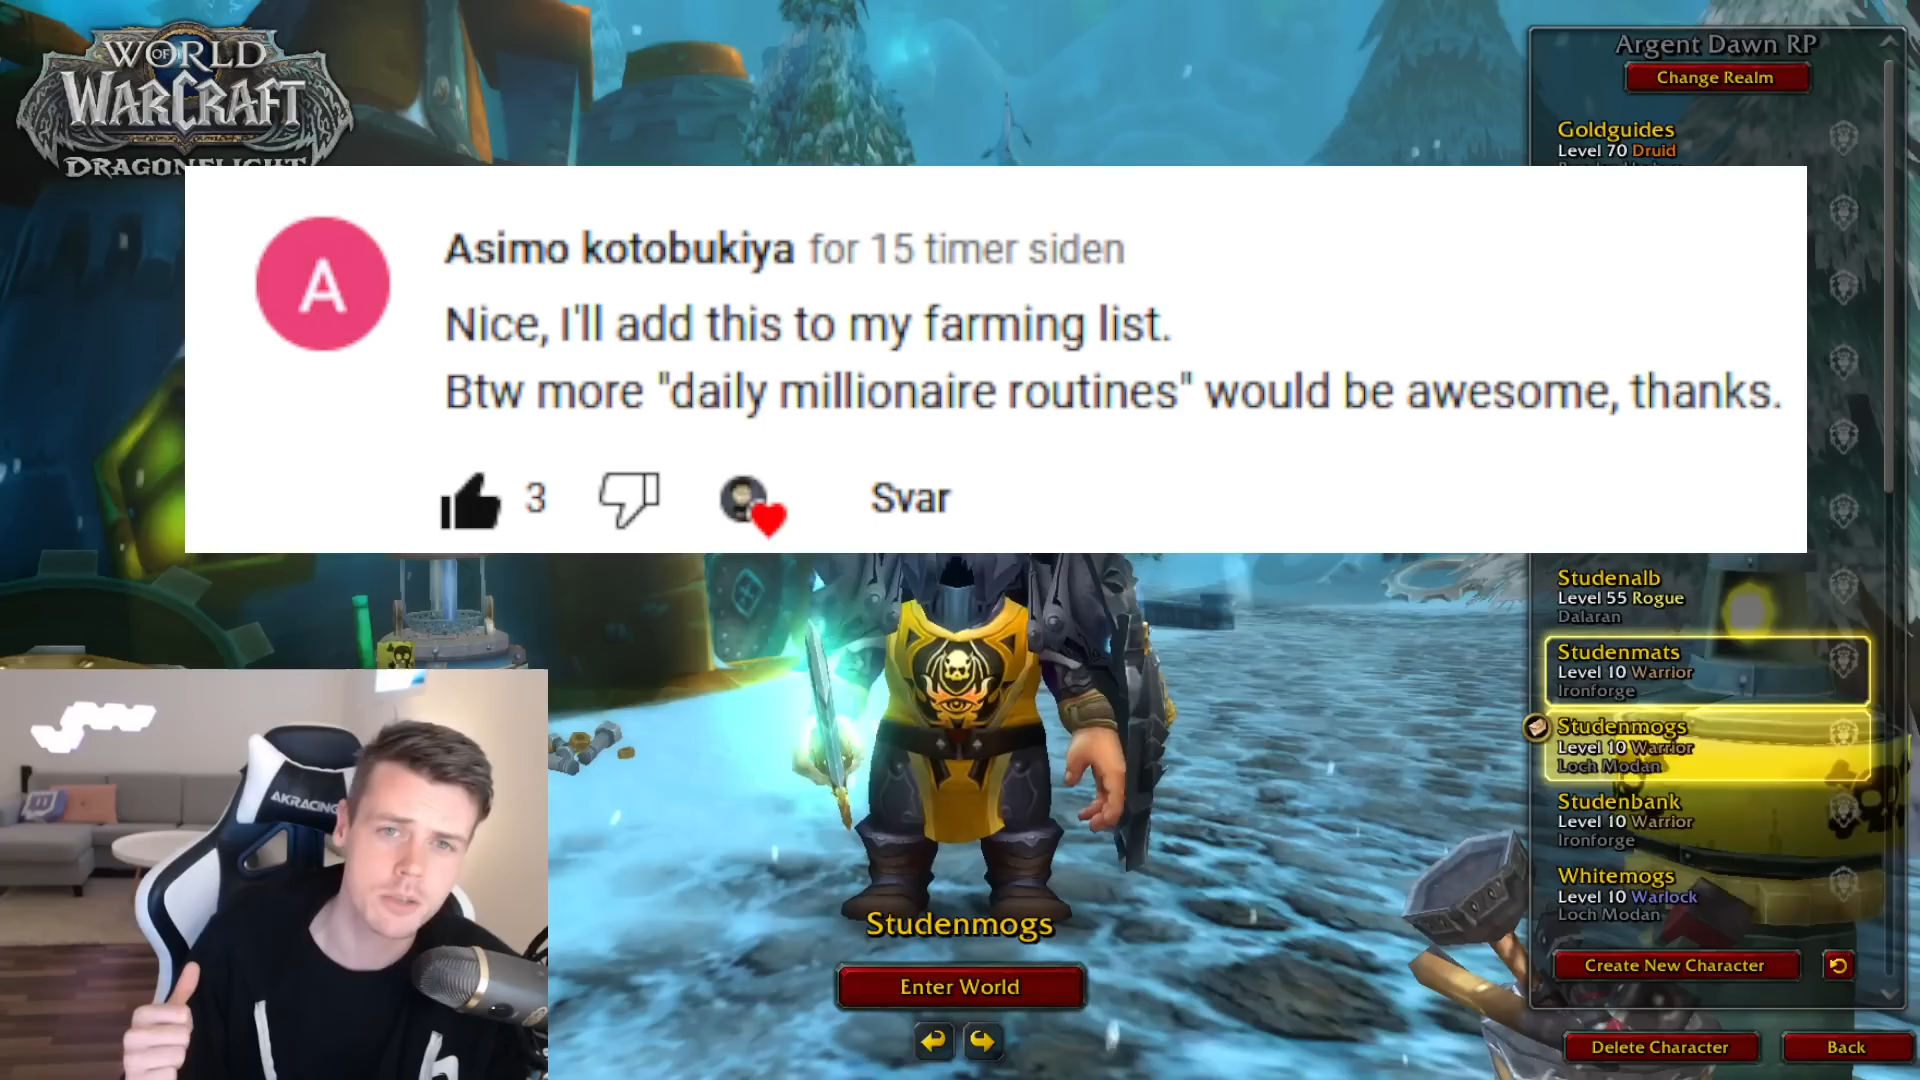 WORLD
OF
WARCRAFT
DRAGONFLIGHT
Argent Dawn RP
Change Realm
Goldguides
Level 70 Druid
A
Asimo kotobukiya for 15 timer siden
Nice, I'll add this to my farming list.
Btw more "daily millionaire routines" would be awesome, thanks.
3
Svar
Studenalb
Level 55 Rogue
Dalaran
Studenmats
Level 10 Warrior
Ironforge
Studenmogs
Level 10 Warrior
Loch Modan
Studenbank
Level 10 Warrior
Ironforge
Whitemogs
Level 10 Warlock
Loch Modan
AKRACING
Studenmogs
Enter World
Create New Character
Delete Character
Back